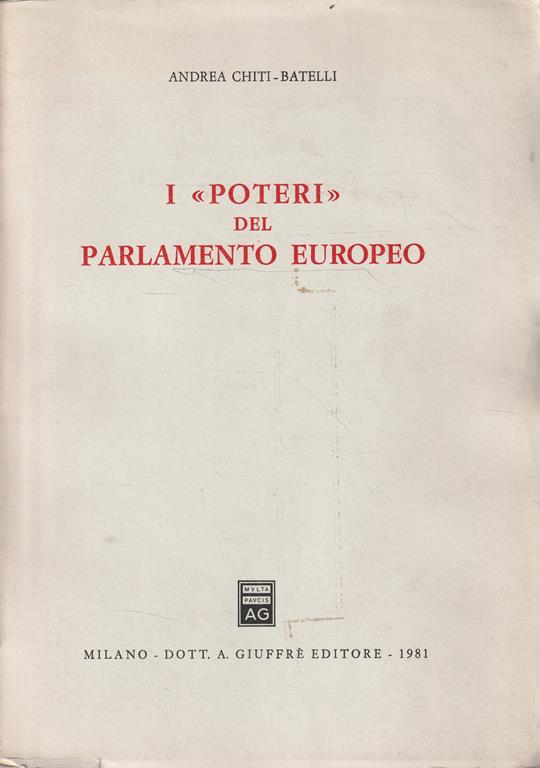 ANDREA CHITI-BATELLI
I «POTERI»
DEL
PARLAMENTO EUROPEO
MVLTA
PAVCIS
AG
MILANO - DOTT. A. GIUFFRÈ EDITORE - 1981